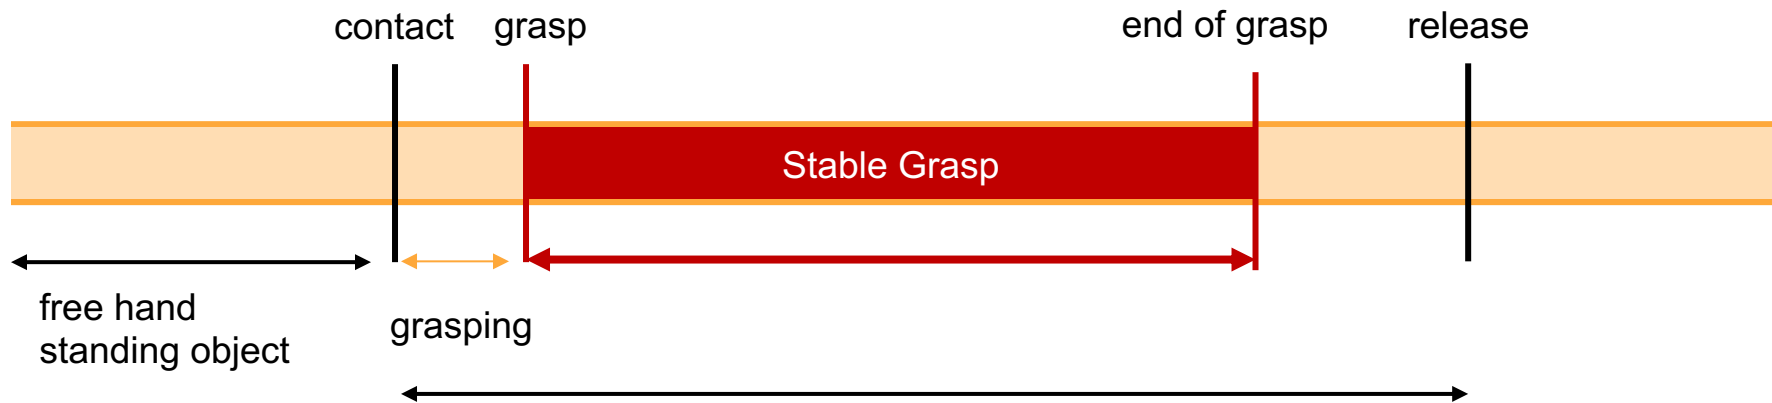 contact
grasp
end of grasp
release
Stable Grasp
free hand
standing object
grasping